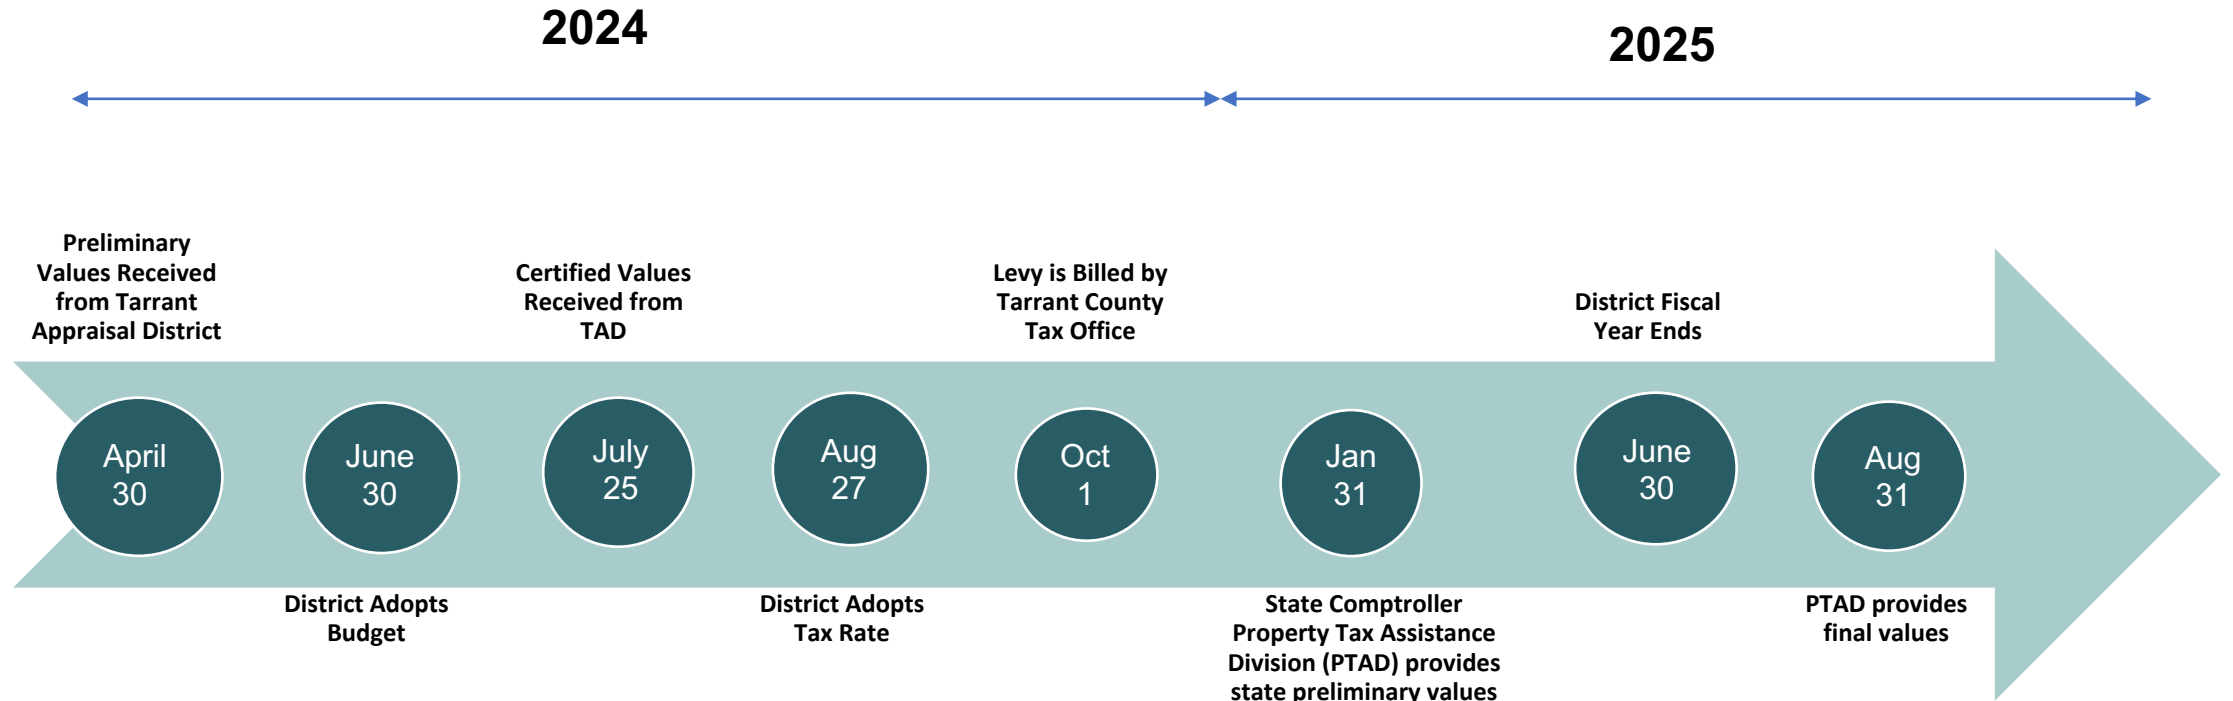 2024
2025
Preliminary
Values Received
from Tarrant
Appraisal District
Certified Values
Received from
TAD
Levy is Billed by
Tarrant County
Tax Office
District Fiscal
Year Ends
April
30
June
30
July
25
Aug
27
Oct
1
Jan
31
June
30
Aug
31
District Adopts
Budget
District Adopts
Tax Rate
State Comptroller
Property Tax Assistance
Division (PTAD) provides
state preliminary values
PTAD provides
final values